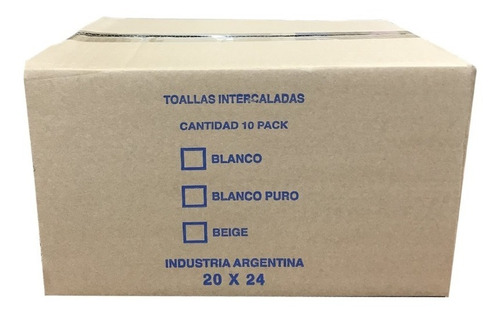 TOALLAS INTERCALADAS
CANTIDAD 10 PACK
BLANCO
BLANCO PURO
BEIGE
INDUSTRIA ARGENTINA
20 X 24